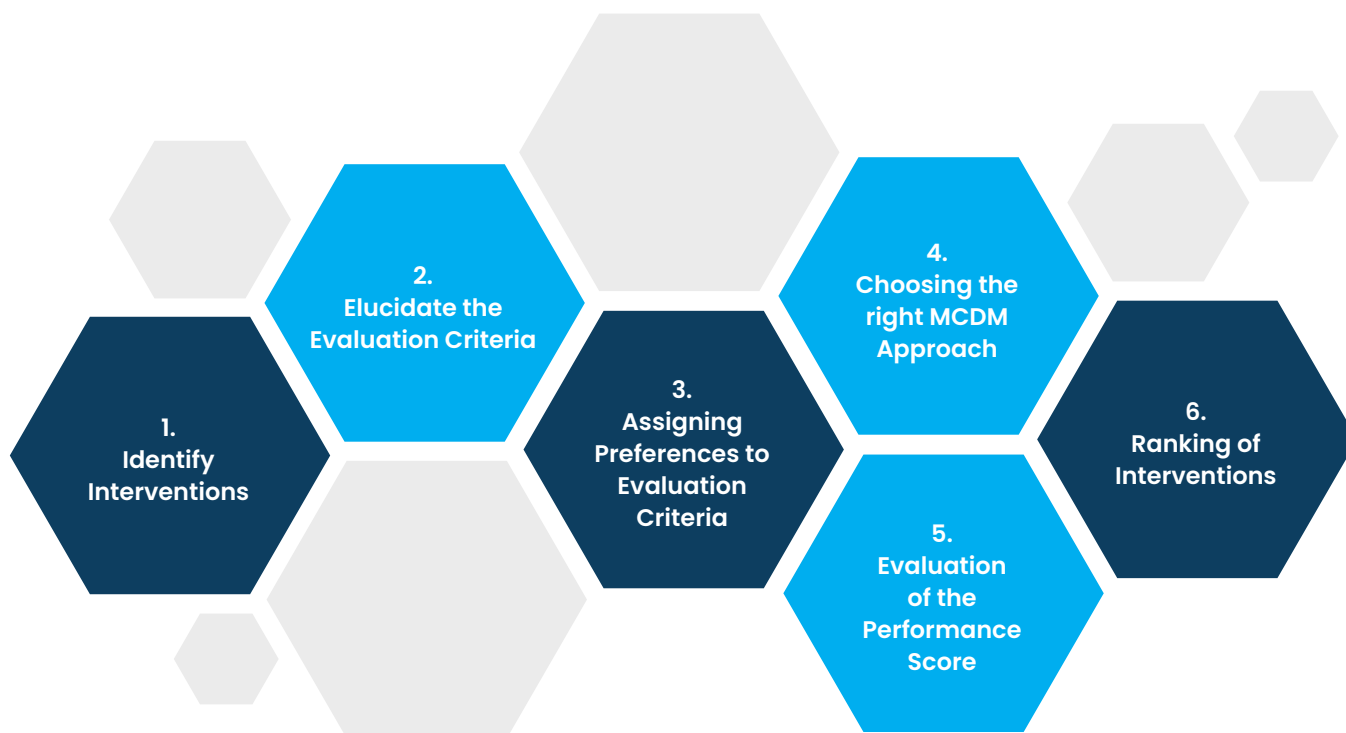 1.
Identify
Interventions
2.
Elucidate the
Evaluation Criteria
3.
Assigning
Preferences to
Evaluation
Criteria
4.
Choosing the
right MCDM
Approach
5.
Evaluation
of the
Performance
Score
6.
Ranking of
Interventions